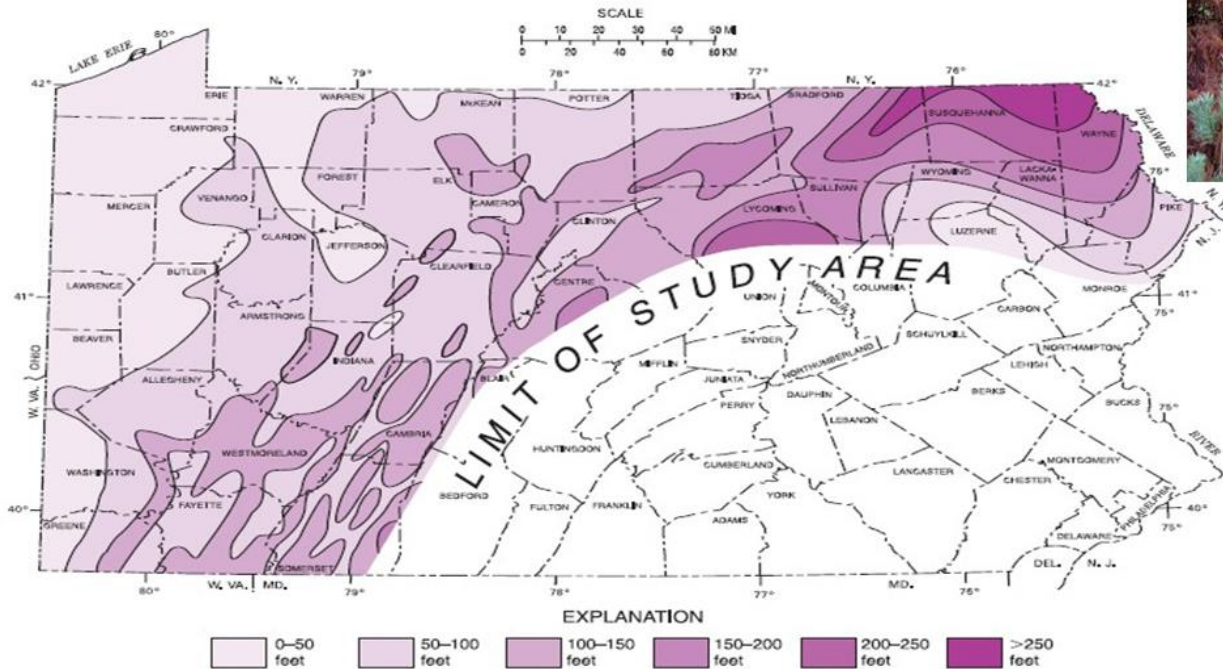 SCALE
0 10 20 30 40 50 MI
0 20 40 60 80 KM
LAKE ERIE
80°
42°
N. Y.
79°
77°
N. Y.
76°
42°
ERIE
WARREN
McKEAN
POTTER
TIOGA
BRADFORD
SUSQUEHANNA
DELAWARE
CRAWFORD
WAYNE
FOREST
ELK
WYOMING
LACKA-
WANNA
75°
MERCER
VENANGO
CAMERON
SULLIVAN
PIKE
N. Y.
N. J.
CLARION
JEFFERSON
CLINTON
LYCOMING
LUZERNE
BUTLER
CLEARFIELD
LAWRENCE
41°
CENTRE
UNION
MONTOUR
COLUMBIA
CARBON
MONROE
41°
75°
ARMSTRONG
BEAVER
INDIANA
SNYDER
SCHUYLKILL
NORTHAMPTON
W. VA.
OHIO
ALLEGHENY
BLAIR
MIFFLIN
NORTHUMBERLAND
LEHIGH
JUNIATA
DAUPHIN
BERKS
BUCKS
PERRY
LEBANON
75°
CAMBRIA
LIMIT OF STUDY AREA
WESTMORELAND
HUNTINGDON
RIVER
WASHINGTON
CUMBERLAND
LANCASTER
MONTGOMERY
CHESTER
40°
FAYETTE
BEDFORD
FULTON
FRANKLIN
YORK
PHILADELPHIA
40°
75°
GREENE
ADAMS
DELAWARE
SOMERSET
DEL.
N. J.
80°
W. VA.
MD.
79°
78°
77°
MD.
75°
EXPLANATION
0–50
feet
50–100
feet
100–150
feet
150–200
feet
200–250
feet
>250
feet